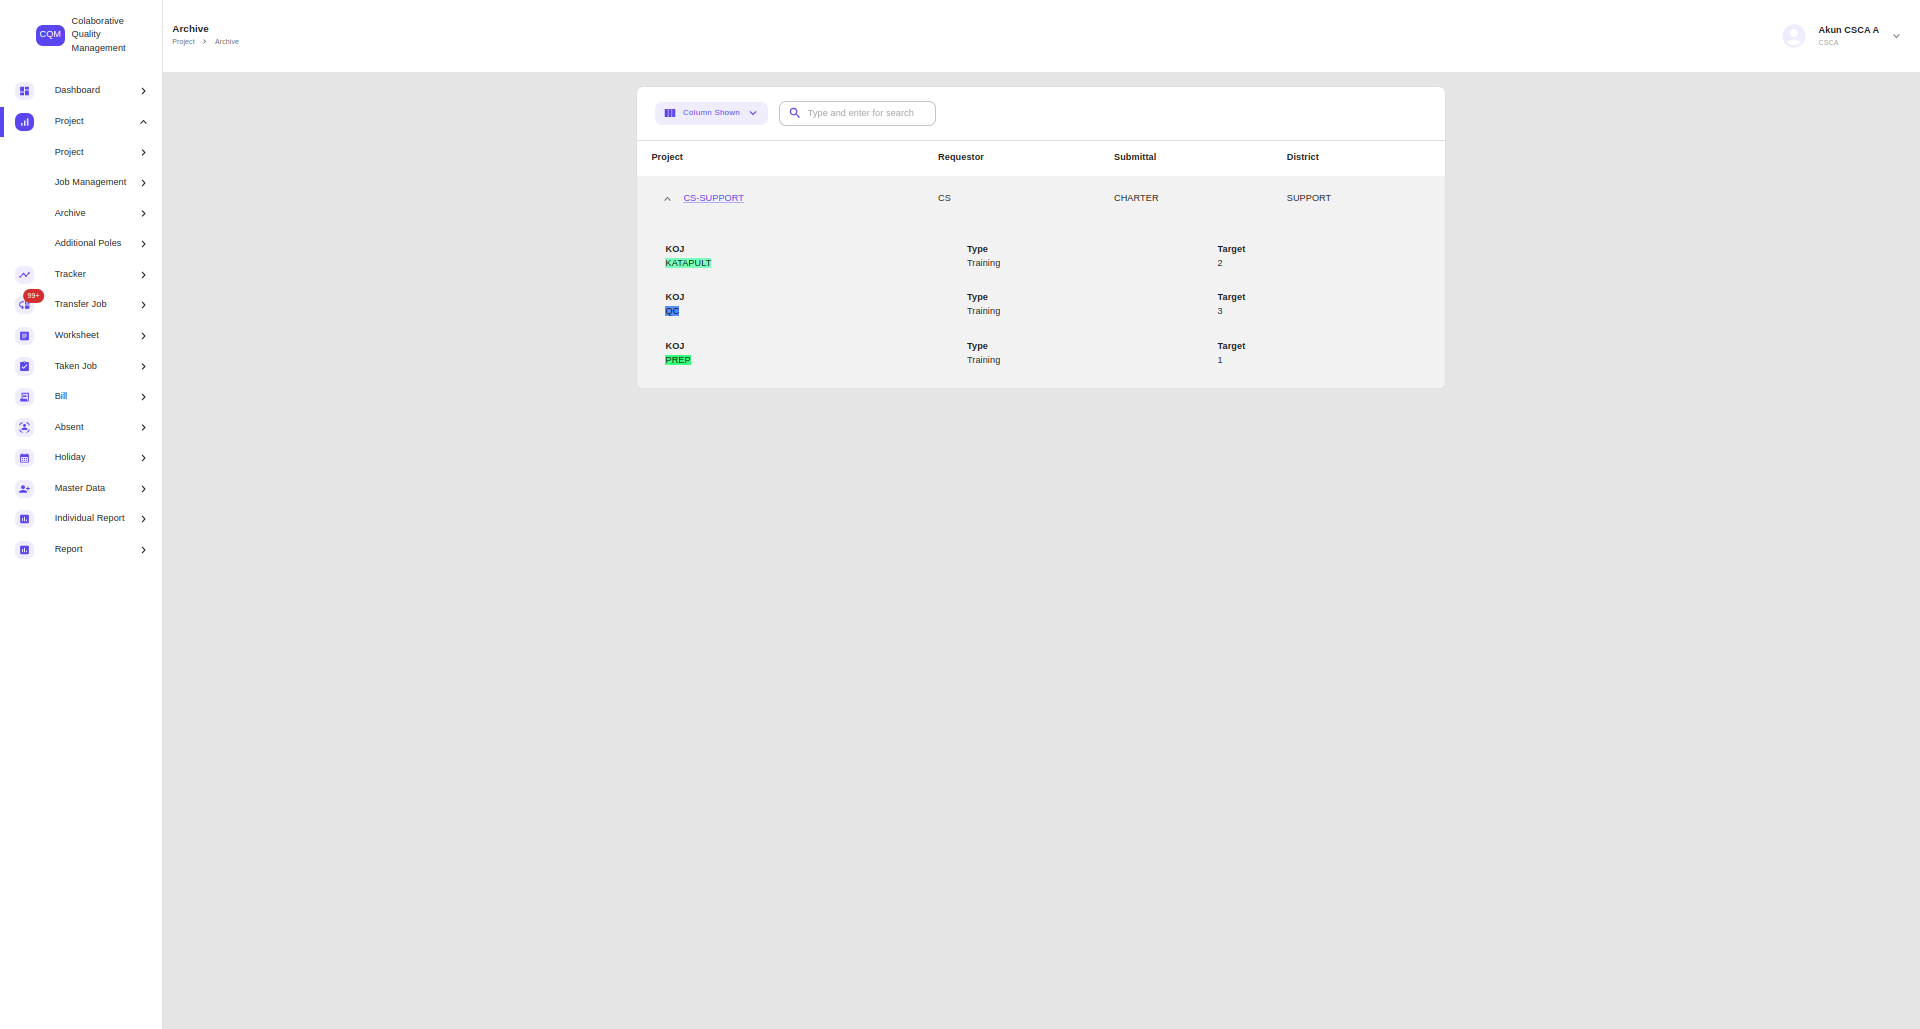 CQM
Colaborative
Quality
Management
Dashboard
Project
Project
Job Management
Archive
Additional Poles
Tracker
99+
Transfer Job
Worksheet
Taken Job
Bill
Absent
Holiday
Master Data
Individual Report
Report
Archive
Project Archive
Akun CSCA A
CSCA
Column Shown Type and enter for search
Project Requestor Submittal District
CS-SUPPORT CS CHARTER SUPPORT
KOJ Type Target
KATAPULT Training 2
KOJ Type Target
QC Training 3
KOJ Type Target
PREP Training 1